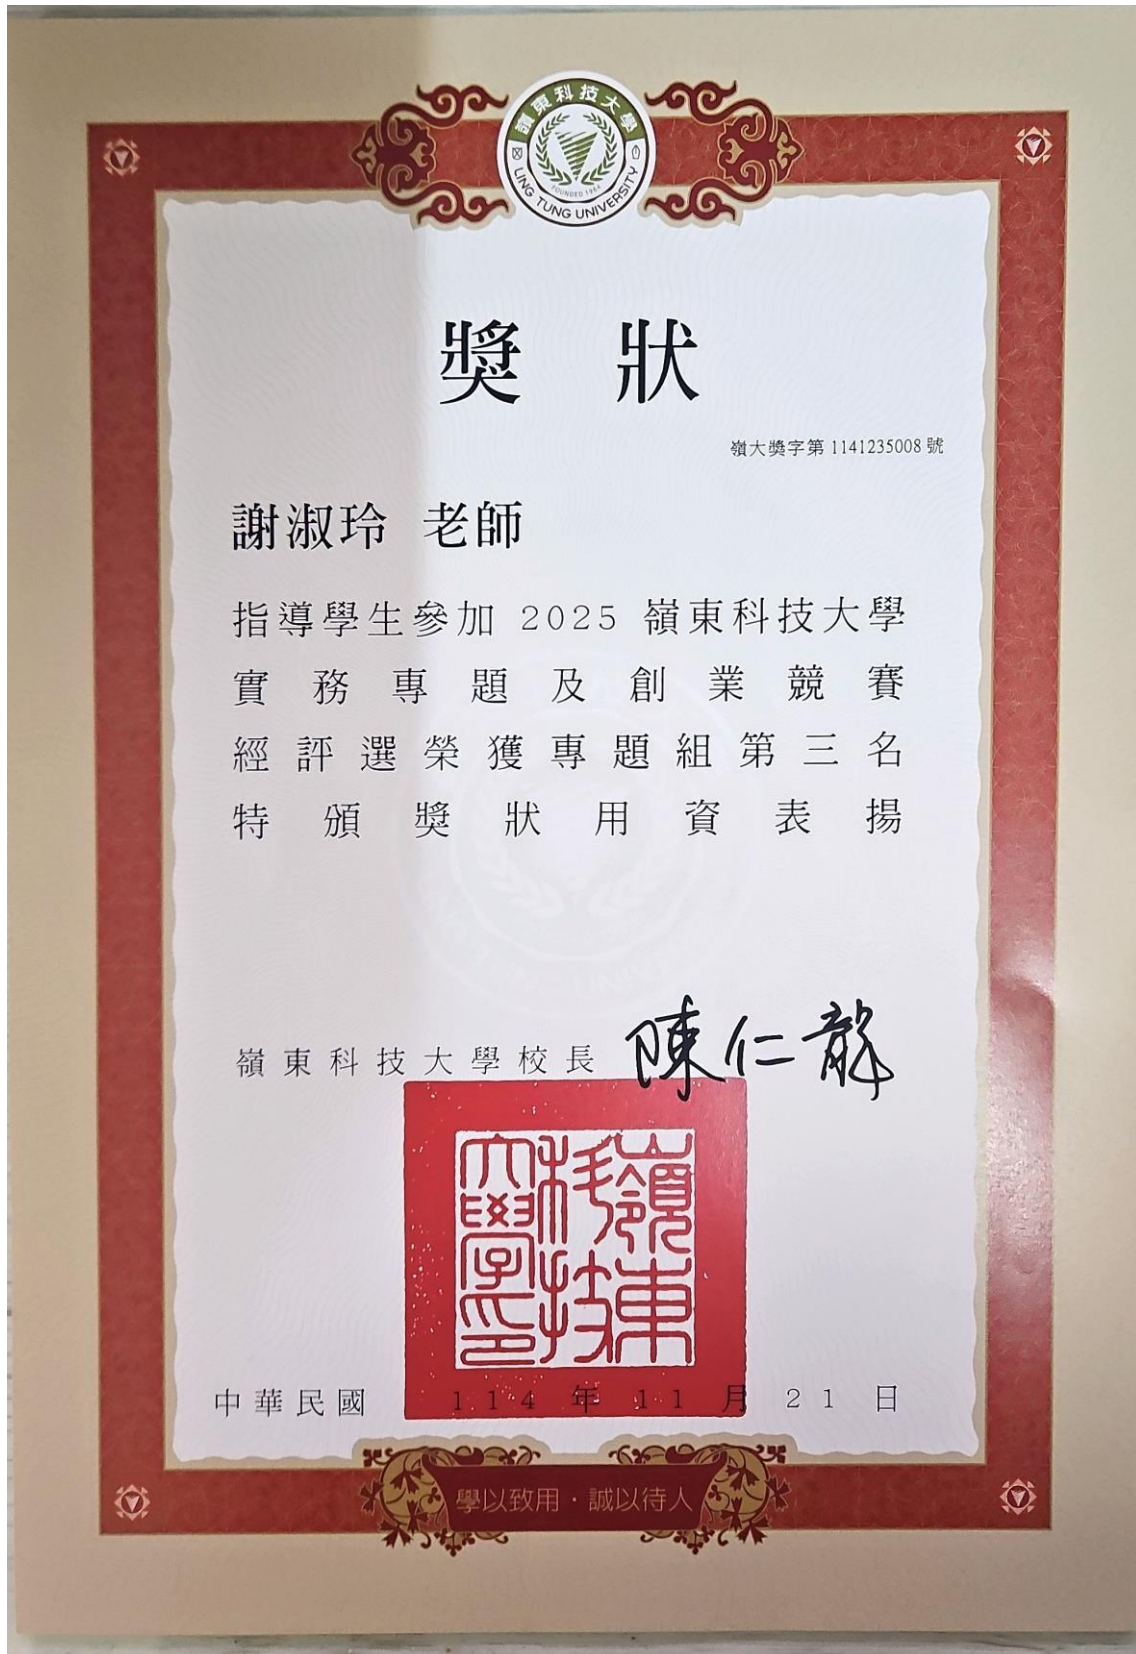 嶺東科技大學
LING TUNG UNIVERSITY
FOUNDED 1964
獎狀
嶺大獎字第 1141235008 號
謝淑玲 老師
指導學生參加 2025 嶺東科技大學
實務專題及創業競賽
經評選榮獲專題組第三名
特頒獎狀用資表揚
嶺東科技大學校長 陳仁龍
嶺東科技大學印
中華民國 114 年 11 月 21 日
學以致用・誠以待人